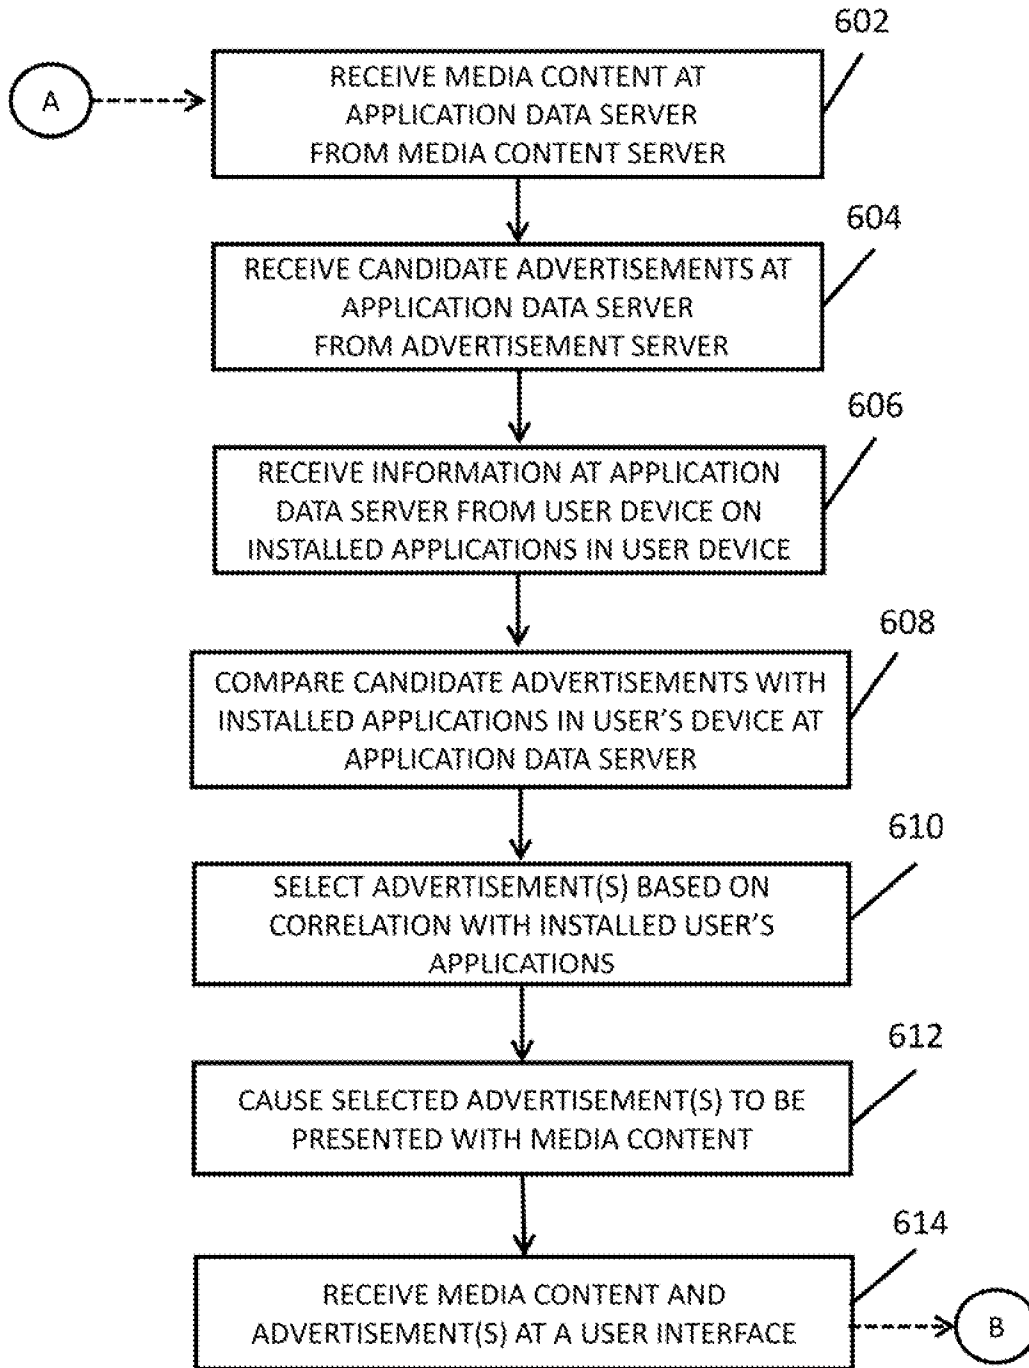 602
A
RECEIVE MEDIA CONTENT AT
APPLICATION DATA SERVER
FROM MEDIA CONTENT SERVER
604
RECEIVE CANDIDATE ADVERTISEMENTS AT
APPLICATION DATA SERVER
FROM ADVERTISEMENT SERVER
606
RECEIVE INFORMATION AT APPLICATION
DATA SERVER FROM USER DEVICE ON
INSTALLED APPLICATIONS IN USER DEVICE
608
COMPARE CANDIDATE ADVERTISEMENTS WITH
INSTALLED APPLICATIONS IN USER'S DEVICE AT
APPLICATION DATA SERVER
610
SELECT ADVERTISEMENT(S) BASED ON
CORRELATION WITH INSTALLED USER'S
APPLICATIONS
612
CAUSE SELECTED ADVERTISEMENT(S) TO BE
PRESENTED WITH MEDIA CONTENT
614
RECEIVE MEDIA CONTENT AND
ADVERTISEMENT(S) AT A USER INTERFACE
B